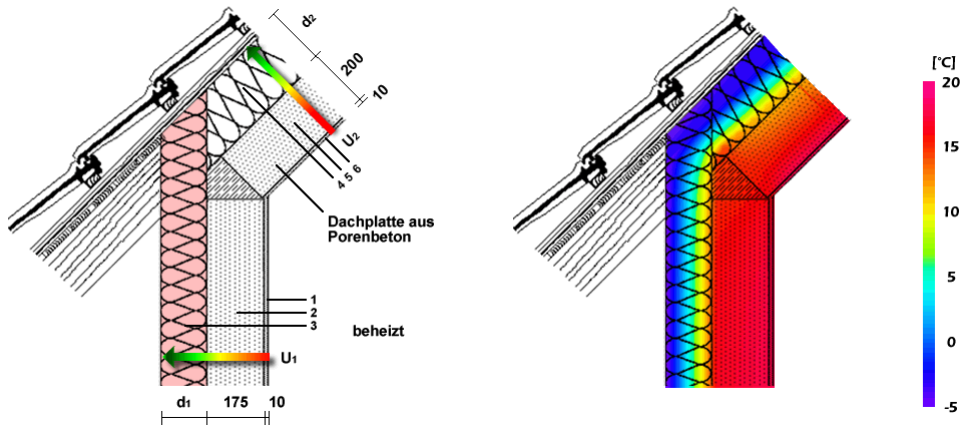 d₂
200
10
U₂
4 5 6
Dachplatte aus
Porenbeton
1
2
3
beheizt
U₁
d₁ 175 10
[°C]
20
15
10
5
0
-5